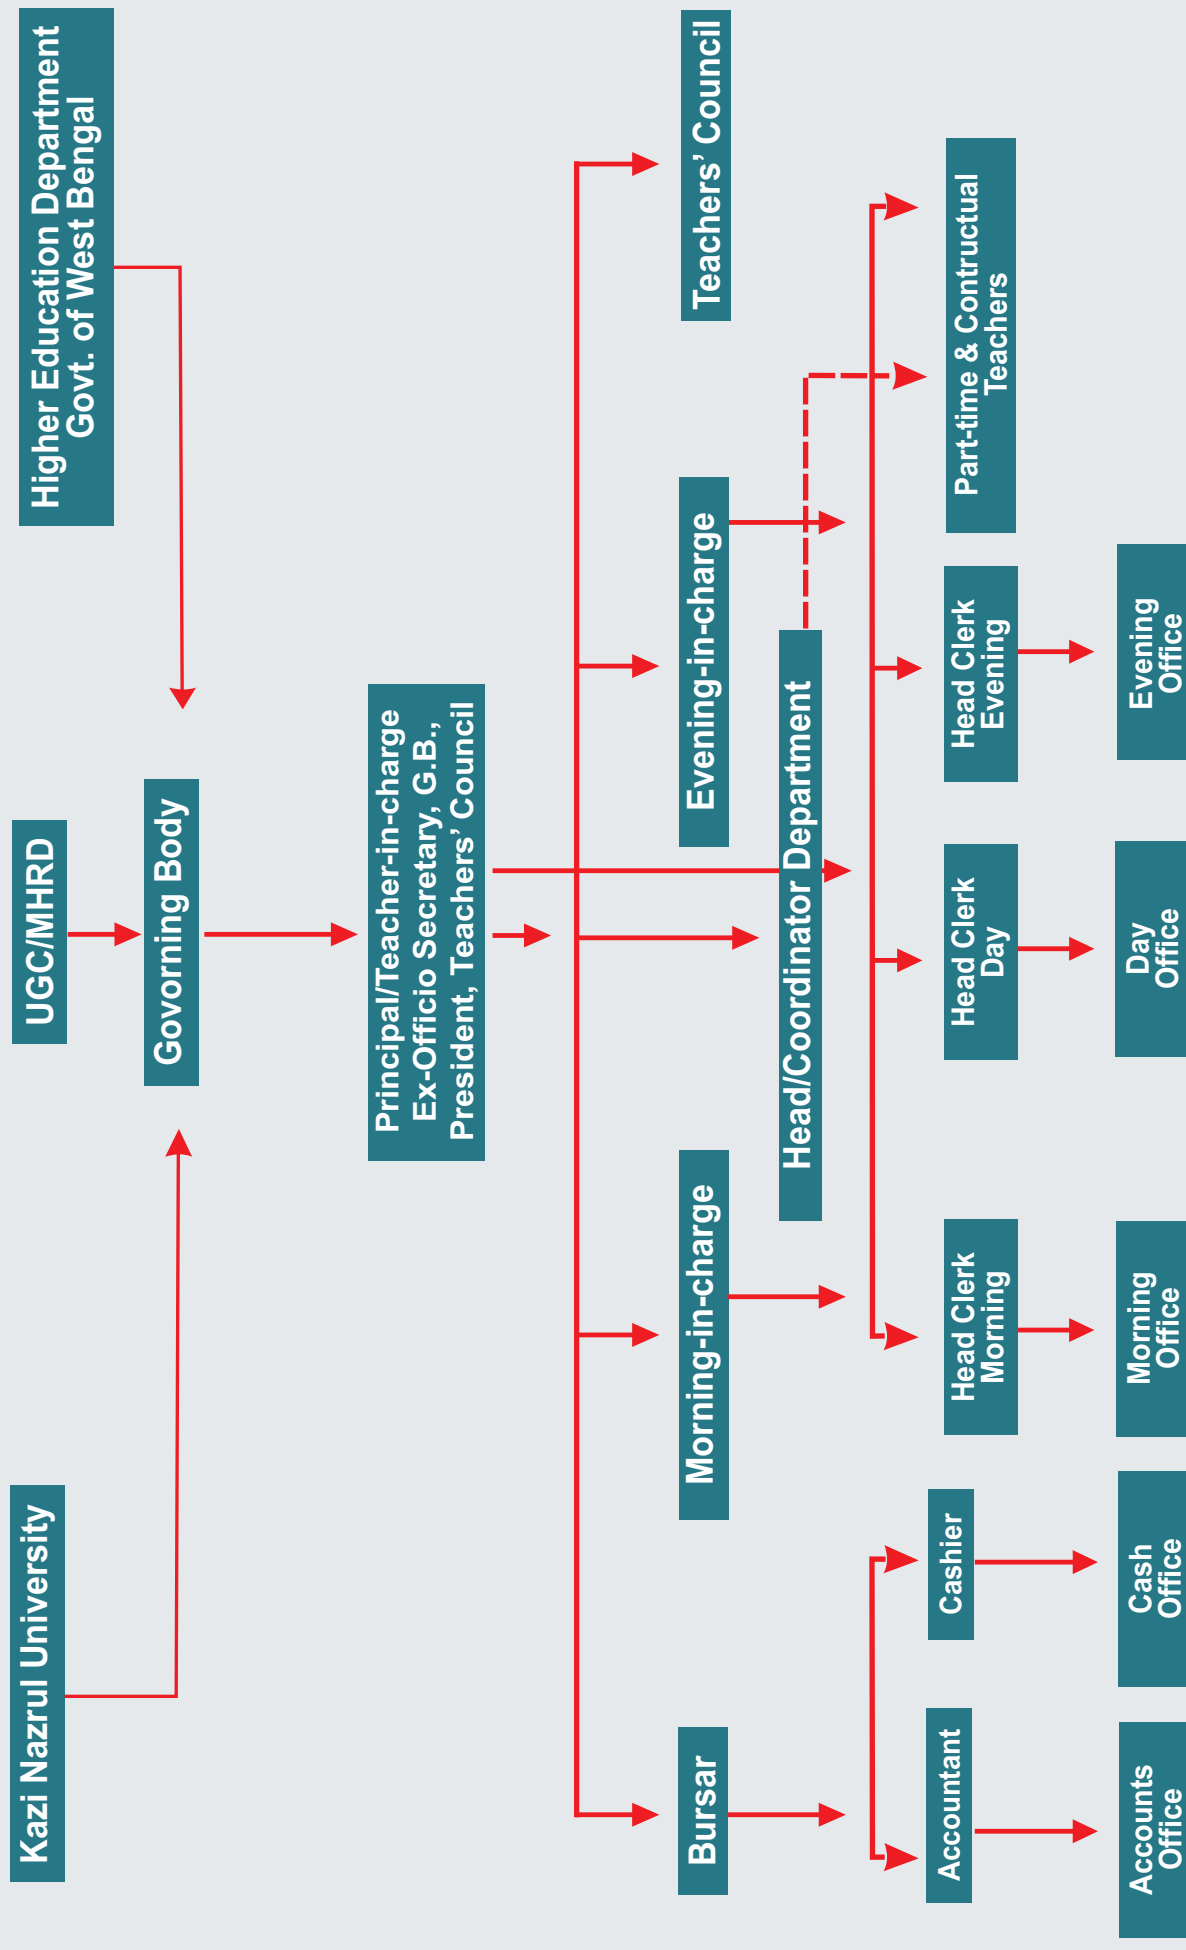 Kazi Nazrul University
UGC/MHRD
Higher Education Department
Govt. of West Bengal
Govorning Body
Principal/Teacher-in-charge
Ex-Officio Secretary, G.B.,
President, Teachers’ Council
Bursar
Morning-in-charge
Evening-in-charge
Teachers’ Council
Head/Coordinator Department
Accountant
Cashier
Head Clerk
Morning
Head Clerk
Day
Head Clerk
Evening
Part-time & Contructual
Teachers
Accounts
Office
Cash
Office
Morning
Office
Day
Office
Evening
Office